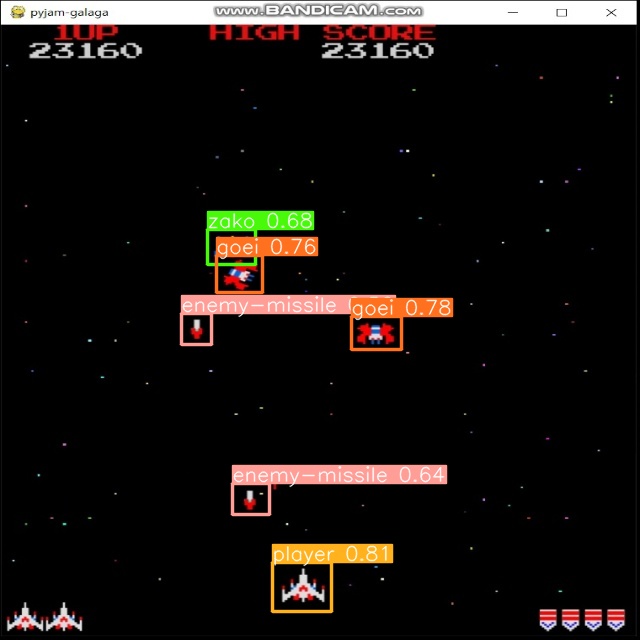 pyjam-galaga
www.BANDICAM.com
1UP HIGH SCORE
23160 23160
zako 0.68
goei 0.76
enemy-missile
goei 0.78
enemy-missile 0.64
player 0.81